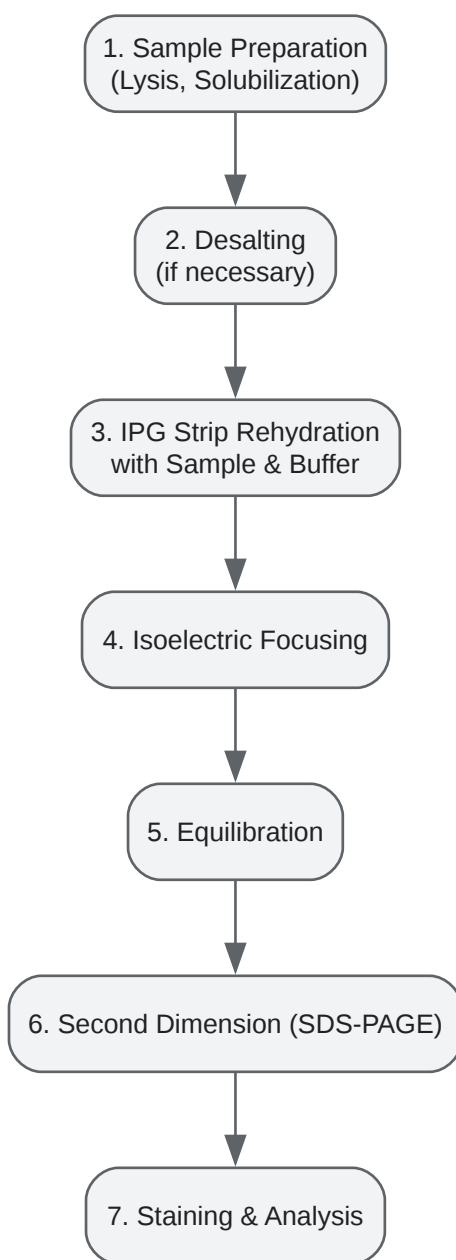 1. Sample Preparation
(Lysis, Solubilization)
2. Desalting
(if necessary)
3. IPG Strip Rehydration
with Sample & Buffer
4. Isoelectric Focusing
5. Equilibration
6. Second Dimension (SDS-PAGE)
7. Staining & Analysis